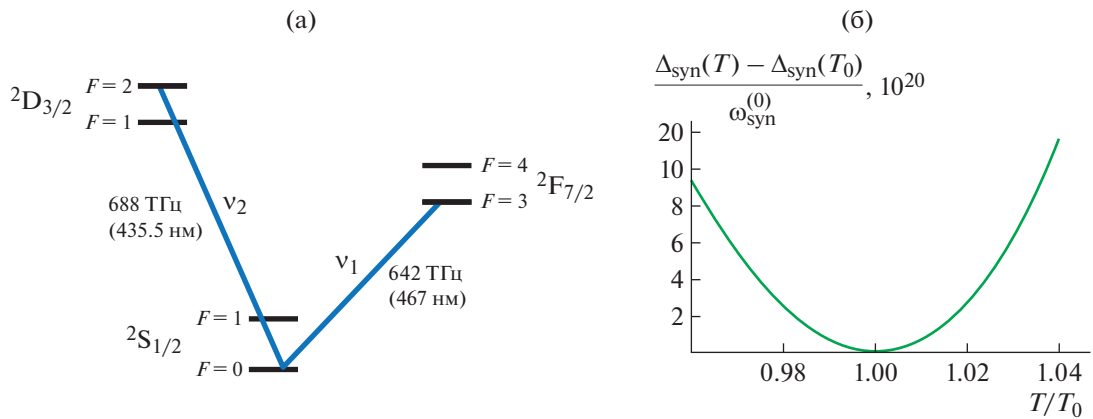 (а)
²D₃/₂
F = 2
F = 1
688 ТГц
(435.5 нм)
ν₂
F = 4
F = 3
²F₇/₂
ν₁
642 ТГц
(467 нм)
²S₁/₂
F = 1
F = 0
(б)
Δsyn(T) – Δsyn(T₀)
ωsyn⁽⁰⁾
, 10²⁰
20
10
8
6
4
2
0.98 1.00 1.02 1.04
T/T₀